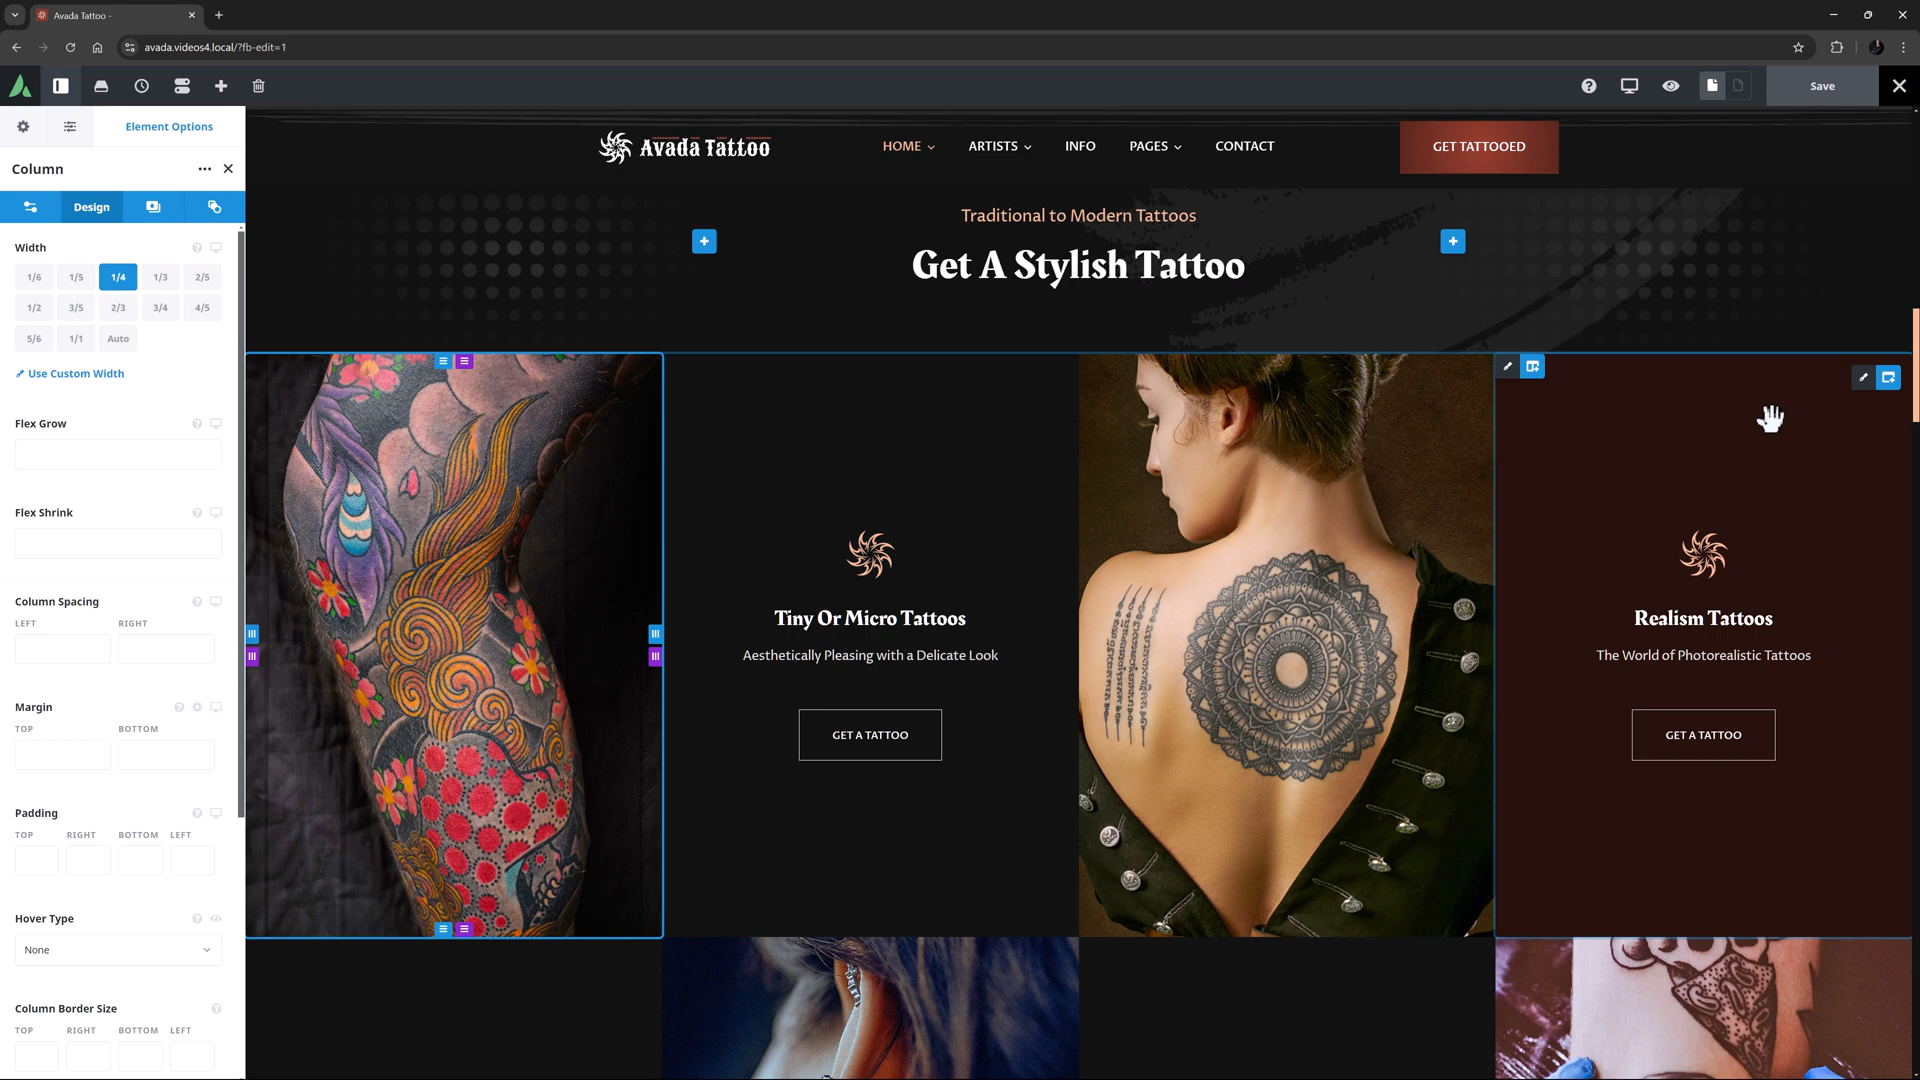 Avada Tattoo -
avada.videos4.local/?fb-edit=1
Save
Element Options
Column
Design
Width
1/6 1/5 1/4 1/3 2/5
1/2 3/5 2/3 3/4 4/5
5/6 1/1 Auto
Use Custom Width
Flex Grow
Flex Shrink
Column Spacing
LEFT RIGHT
Margin
TOP BOTTOM
Padding
TOP RIGHT BOTTOM LEFT
Hover Type
None
Column Border Size
TOP RIGHT BOTTOM LEFT
Avada Tattoo
HOME ARTISTS INFO PAGES CONTACT
GET TATTOOED
Traditional to Modern Tattoos
Get A Stylish Tattoo
Tiny Or Micro Tattoos
Aesthetically Pleasing with a Delicate Look
GET A TATTOO
Realism Tattoos
The World of Photorealistic Tattoos
GET A TATTOO